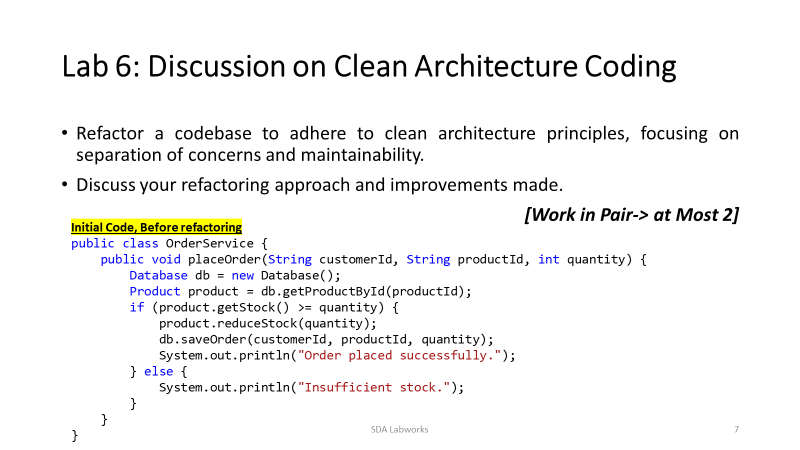 Lab 6: Discussion on Clean Architecture Coding
• Refactor a codebase to adhere to clean architecture principles, focusing on
separation of concerns and maintainability.
• Discuss your refactoring approach and improvements made.
[Work in Pair-> at Most 2]
Initial Code, Before refactoring
public class OrderService {
    public void placeOrder(String customerId, String productId, int quantity) {
        Database db = new Database();
        Product product = db.getProductById(productId);
        if (product.getStock() >= quantity) {
            product.reduceStock(quantity);
            db.saveOrder(customerId, productId, quantity);
            System.out.println("Order placed successfully.");
        } else {
            System.out.println("Insufficient stock.");
        }
    }
}
SDA Labworks
7